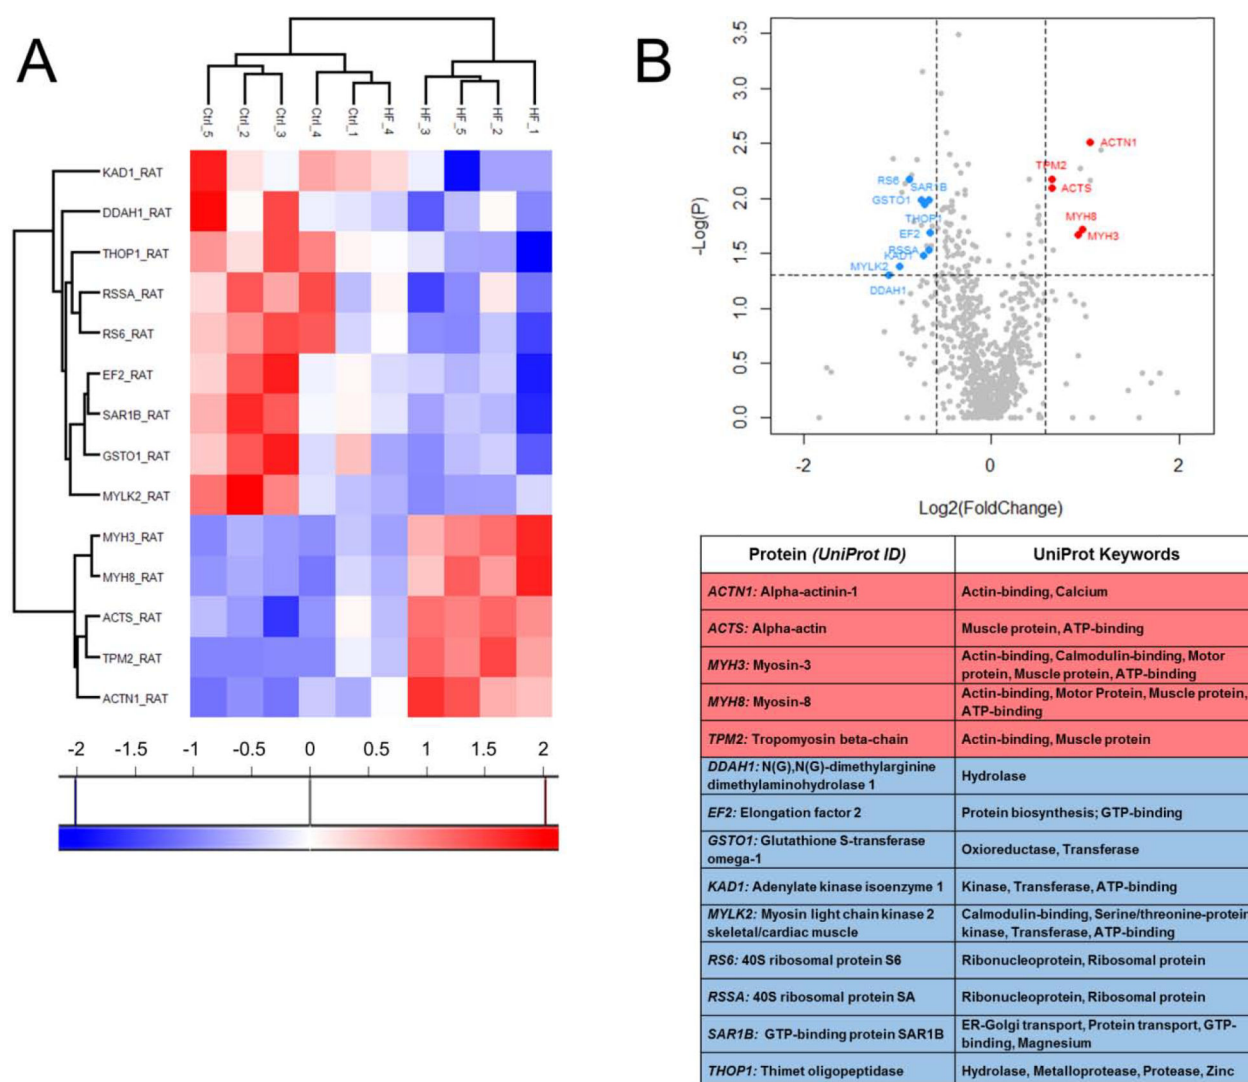 A
Ctrl_5
Ctrl_2
Ctrl_3
Ctrl_4
Ctrl_1
HF_4
HF_3
HF_5
HF_2
HF_1
KAD1_RAT
DDAH1_RAT
THOP1_RAT
RSSA_RAT
RS6_RAT
EF2_RAT
SAR1B_RAT
GSTO1_RAT
MYLK2_RAT
MYH3_RAT
MYH8_RAT
ACTS_RAT
TPM2_RAT
ACTN1_RAT
-2 -1.5 -1 -0.5 0 0.5 1 1.5 2
B
-Log(P)
3.5
3.0
2.5
2.0
1.5
1.0
0.5
0.0
ACTN1
TPM2
ACTS
MYH8
MYH3
RS6
SAR1B
GSTO1
THOP1
EF2
RSSA
KAD1
MYLK2
DDAH1
-2 0 2
Log2(FoldChange)
Protein (UniProt ID) UniProt Keywords
ACTN1: Alpha-actinin-1 Actin-binding, Calcium
ACTS: Alpha-actin Muscle protein, ATP-binding
MYH3: Myosin-3 Actin-binding, Calmodulin-binding, Motor
protein, Muscle protein, ATP-binding
MYH8: Myosin-8 Actin-binding, Motor Protein, Muscle protein,
ATP-binding
TPM2: Tropomyosin beta-chain Actin-binding, Muscle protein
DDAH1: N(G),N(G)-dimethylarginine
dimethylaminohydrolase 1 Hydrolase
EF2: Elongation factor 2 Protein biosynthesis; GTP-binding
GSTO1: Glutathione S-transferase
omega-1 Oxioreductase, Transferase
KAD1: Adenylate kinase isoenzyme 1 Kinase, Transferase, ATP-binding
MYLK2: Myosin light chain kinase 2 Calmodulin-binding, Serine/threonine-protein
skeletal/cardiac muscle kinase, Transferase, ATP-binding
RS6: 40S ribosomal protein S6 Ribonucleoprotein, Ribosomal protein
RSSA: 40S ribosomal protein SA Ribonucleoprotein, Ribosomal protein
SAR1B: GTP-binding protein SAR1B ER-Golgi transport, Protein transport, GTP-
binding, Magnesium
THOP1: Thimet oligopeptidase Hydrolase, Metalloprotease, Protease, Zinc